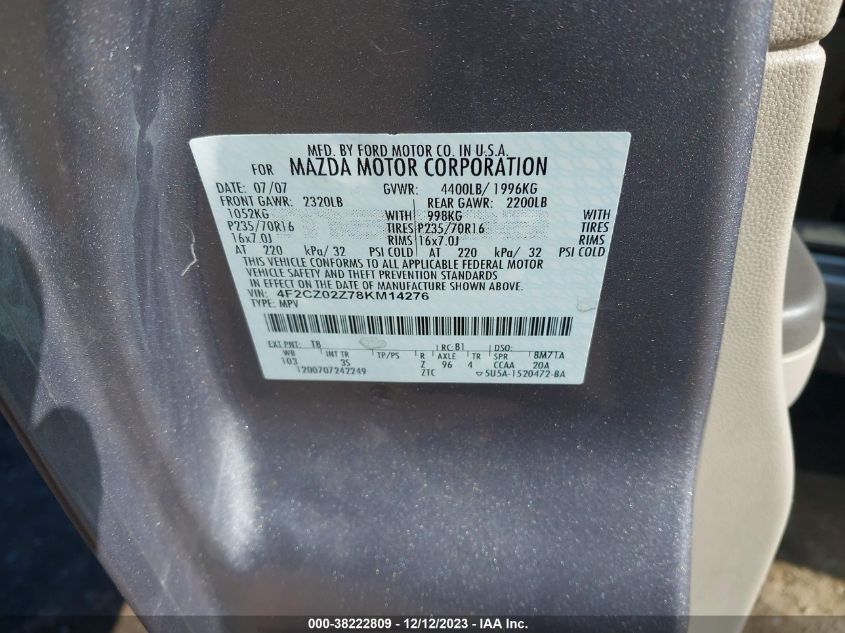 MFD. BY FORD MOTOR CO. IN U.S.A.
FOR MAZDA MOTOR CORPORATION
DATE: 07/07 GVWR: 4400LB/ 1996KG
FRONT GAWR: 2320LB REAR GAWR: 2200LB
1052KG WITH 998KG WITH
P235/70R16 TIRES P235/70R16 TIRES
16x7.0J RIMS 16x7.0J RIMS
AT 220 kPa/ 32 PSI COLD AT 220 kPa/ 32 PSI COLD
THIS VEHICLE CONFORMS TO ALL APPLICABLE FEDERAL MOTOR
VEHICLE SAFETY AND THEFT PREVENTION STANDARDS
IN EFFECT ON THE DATE OF MANUFACTURE SHOWN ABOVE.
VIN: 4F2CZ02Z78KM14276
TYPE: MPV
EXT PNT: TB RC: B1 DSO:
WB INT TR TP/PS R AXLE TR SPR 8M71A
103 3S Z 96 4 CCAA 20A
1200707242249 ZTC 5U5A-1520472-BA
000-38222809 - 12/12/2023 - IAA Inc.